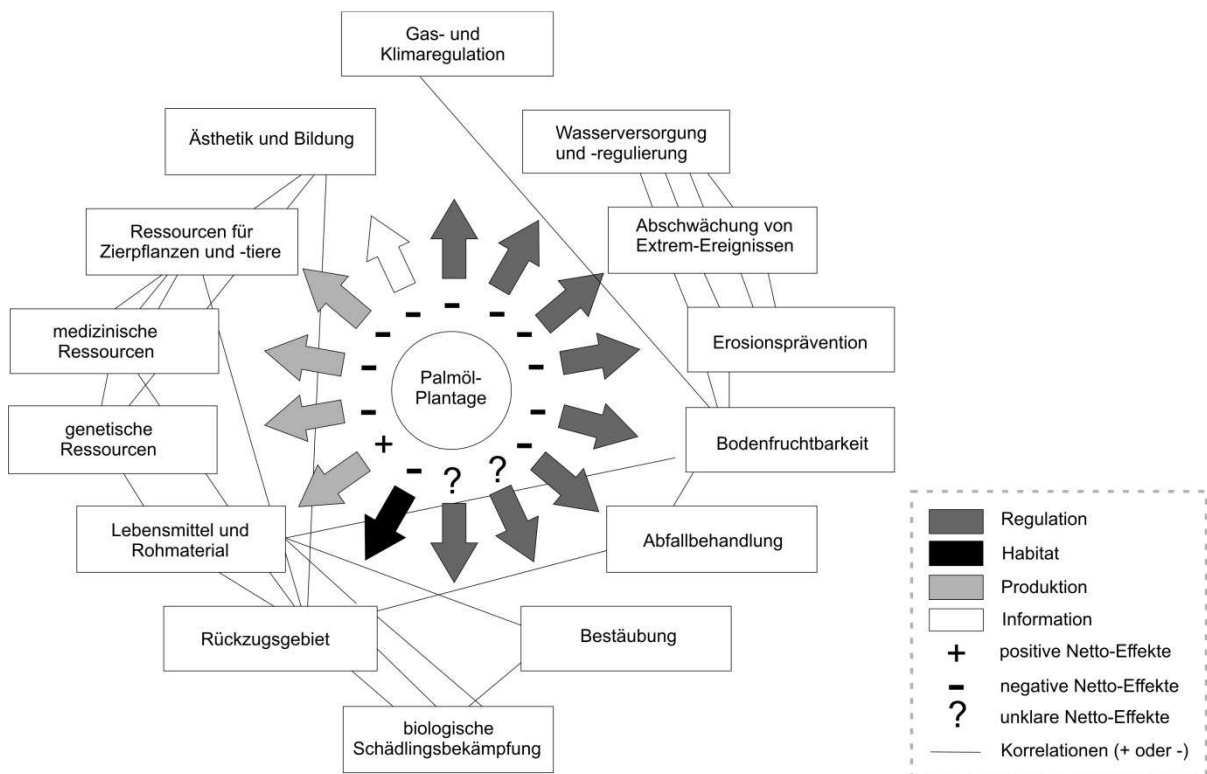 Gas- und
Klimaregulation
Ästhetik und Bildung
Wasserversorgung
und -regulierung
Ressourcen für
Zierpflanzen und -tiere
Abschwächung von
Extrem-Ereignissen
medizinische
Ressourcen
Erosionsprävention
Palmöl-
Plantage
genetische
Ressourcen
Bodenfruchtbarkeit
Lebensmittel und
Rohmaterial
Abfallbehandlung
Rückzugsgebiet
Bestäubung
biologische
Schädlingsbekämpfung
- - - - - - - - - - - + - ? ?
Regulation
Habitat
Produktion
Information
+ positive Netto-Effekte
- negative Netto-Effekte
? unklare Netto-Effekte
Korrelationen (+ oder -)